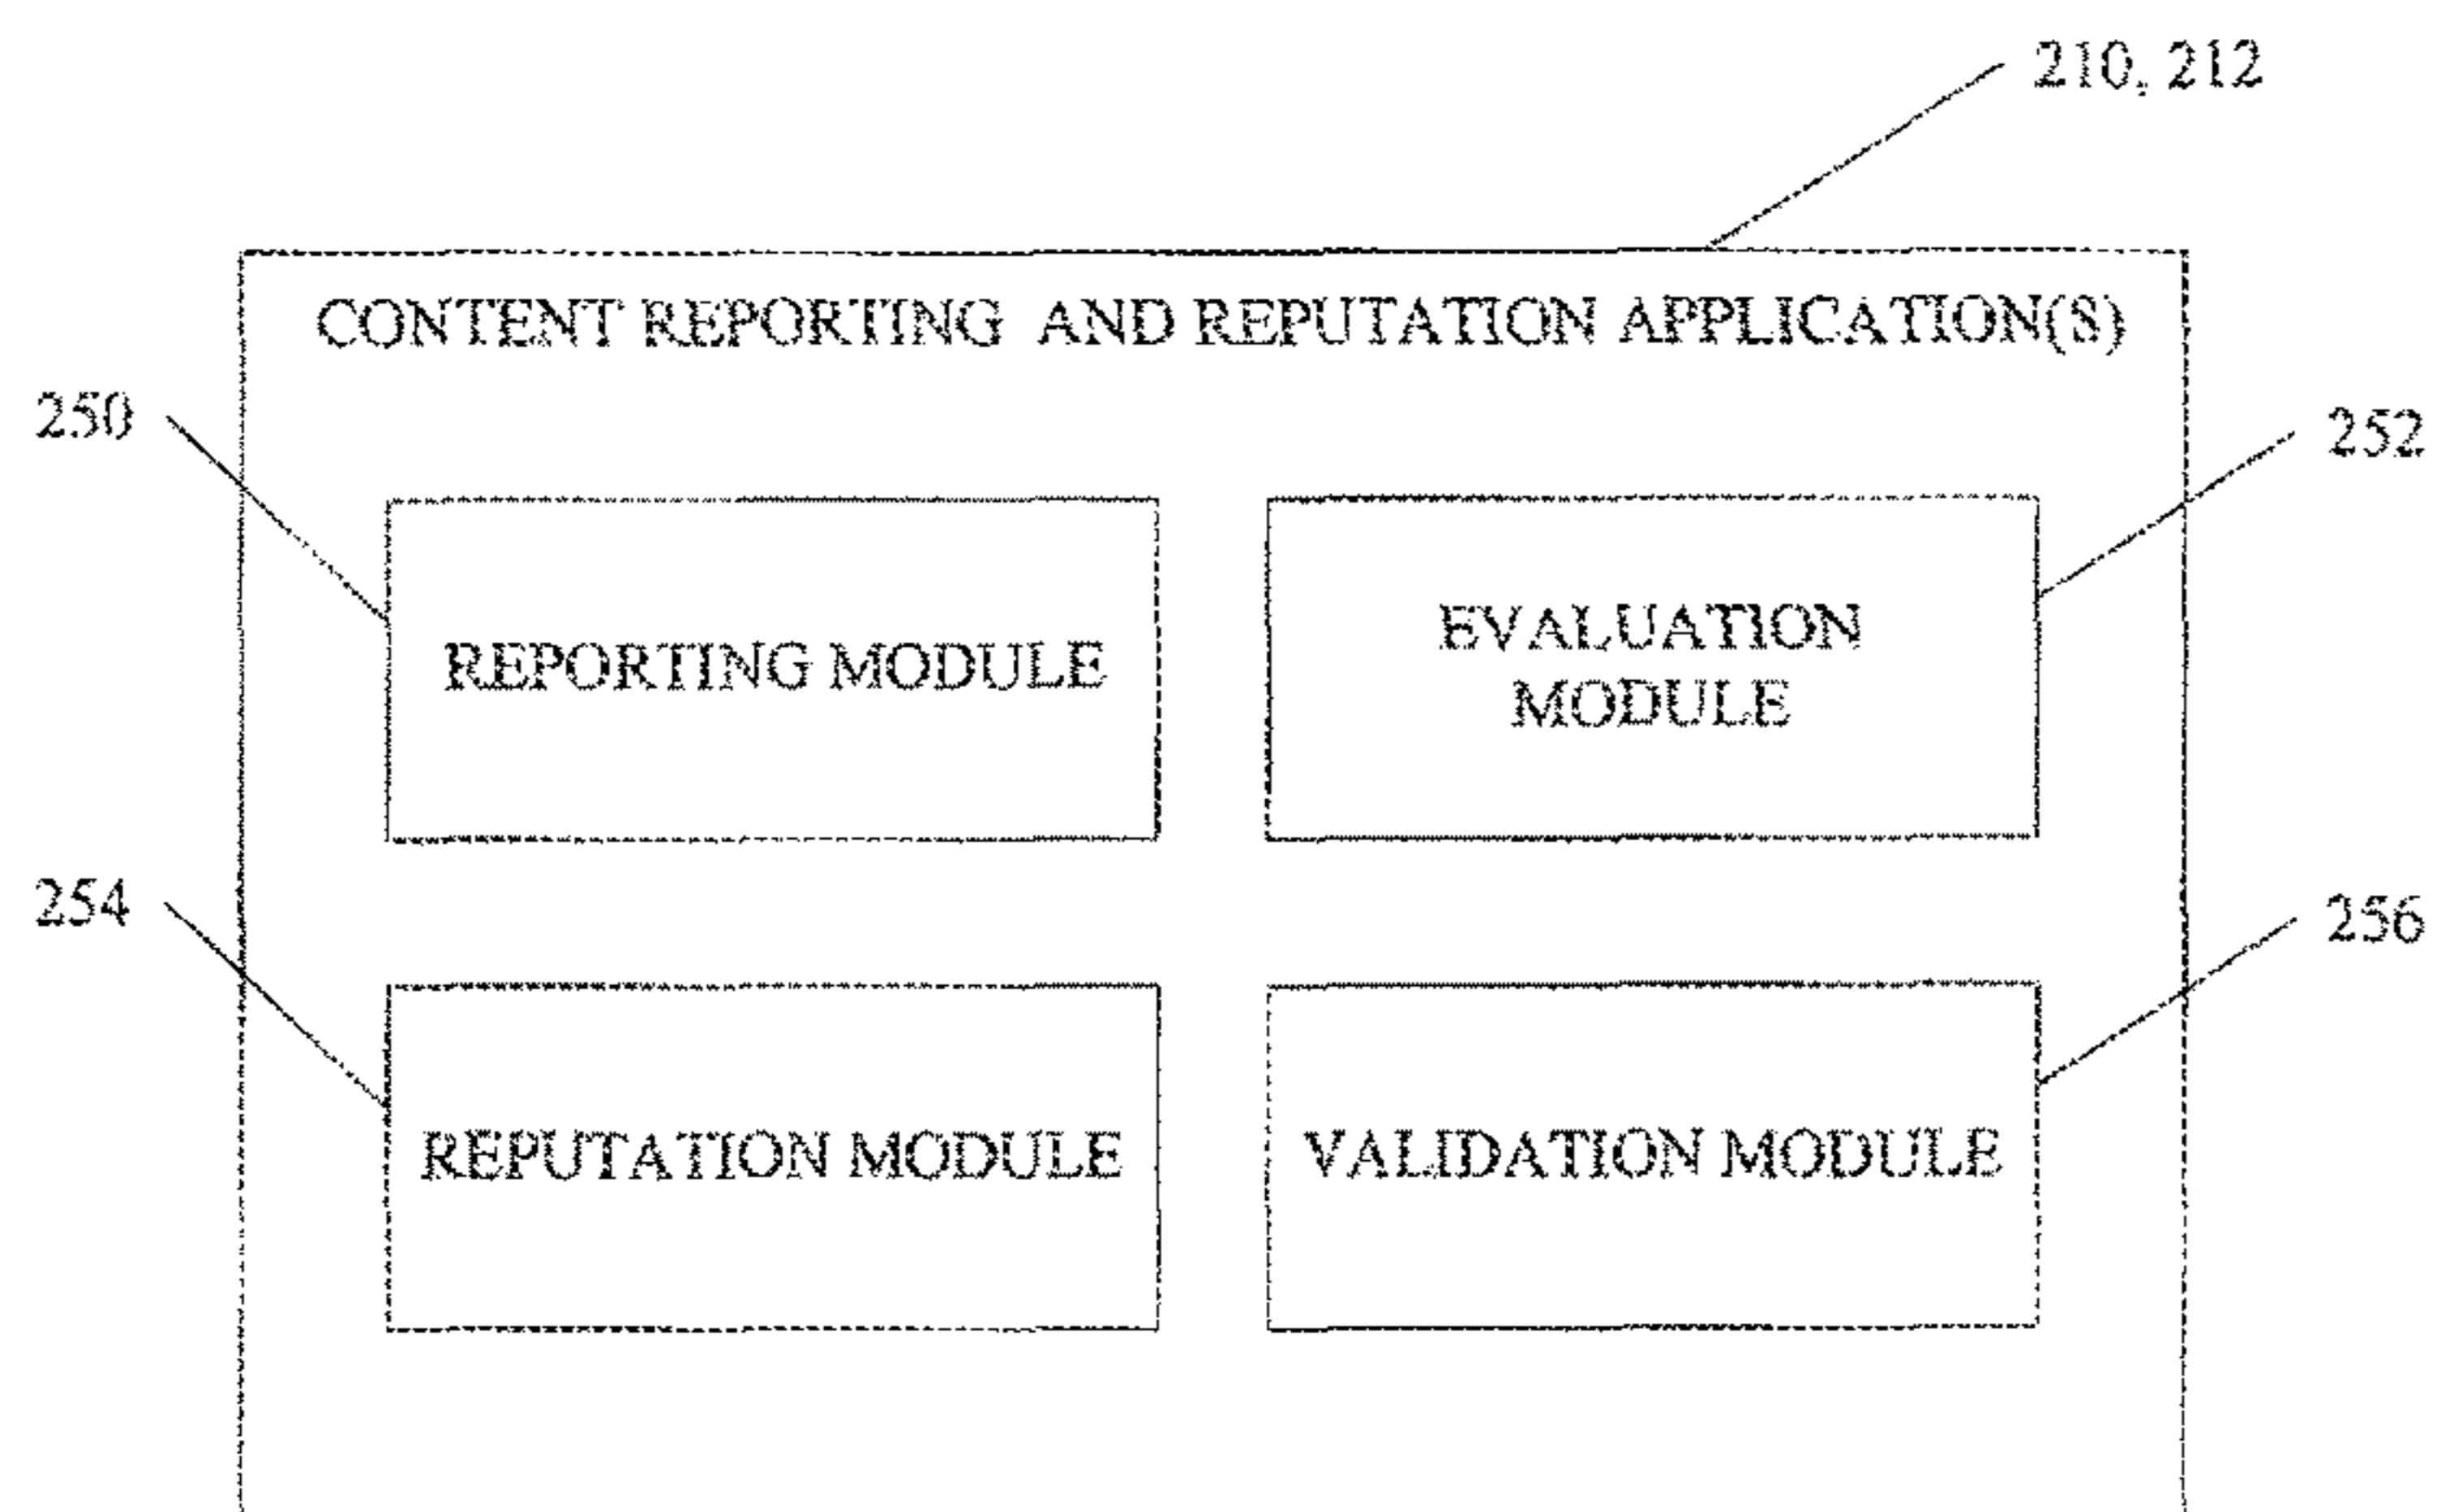 210, 212
CONTENT REPORTING AND REPUTATION APPLICATION(S)
250
252
REPORTING MODULE
EVALUATION
MODULE
254
256
REPUTATION MODULE
VALIDATION MODULE